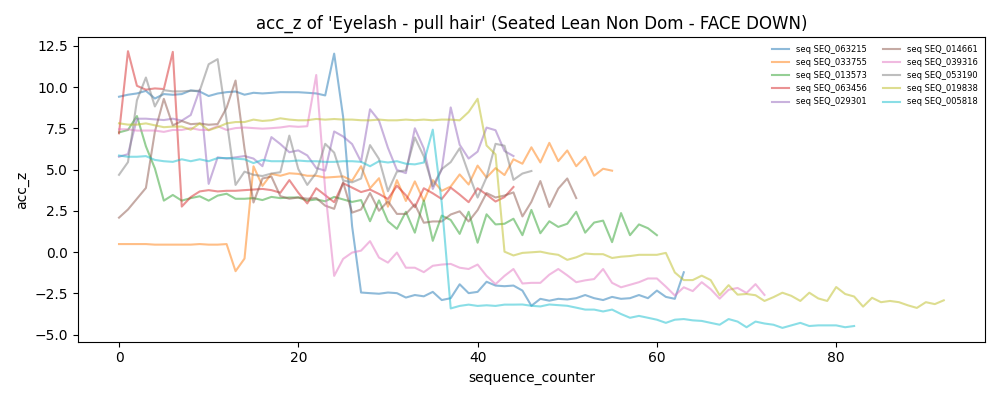 acc_z of 'Eyelash - pull hair' (Seated Lean Non Dom - FACE DOWN)
12.5
10.0
7.5
5.0
2.5
0.0
−2.5
−5.0
acc_z
seq SEQ_063215
seq SEQ_033755
seq SEQ_013573
seq SEQ_063456
seq SEQ_029301
seq SEQ_014661
seq SEQ_039316
seq SEQ_053190
seq SEQ_019838
seq SEQ_005818
0
20
40
60
80
sequence_counter